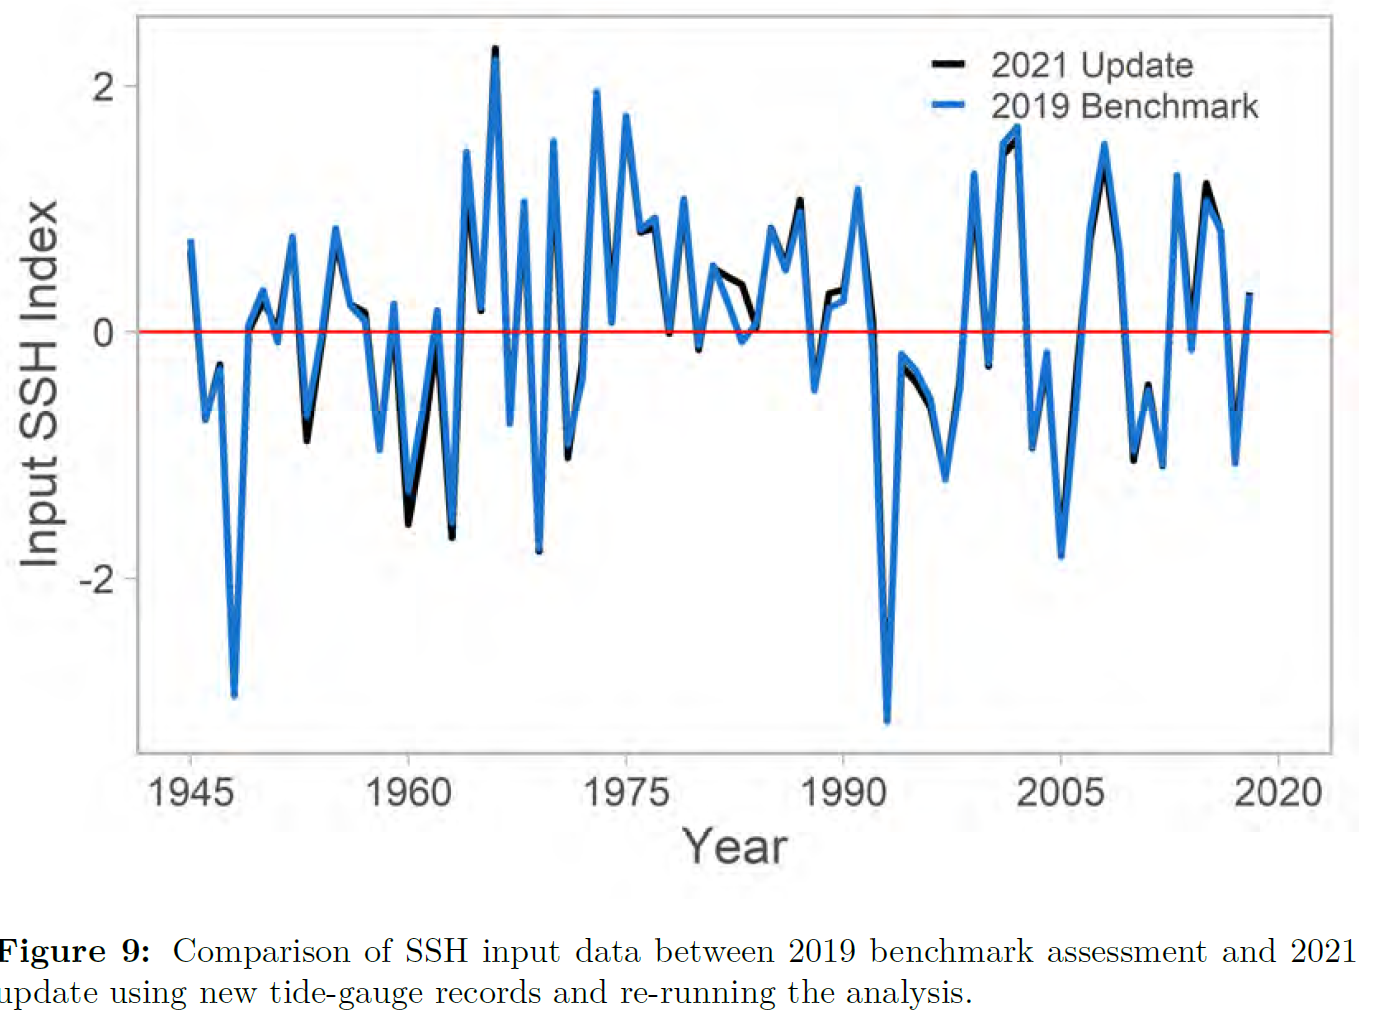 2021 Update
2019 Benchmark
2
0
-2
Input SSH Index
1945 1960 1975 1990 2005 2020
Year
Figure 9: Comparison of SSH input data between 2019 benchmark assessment and 2021
update using new tide-gauge records and re-running the analysis.